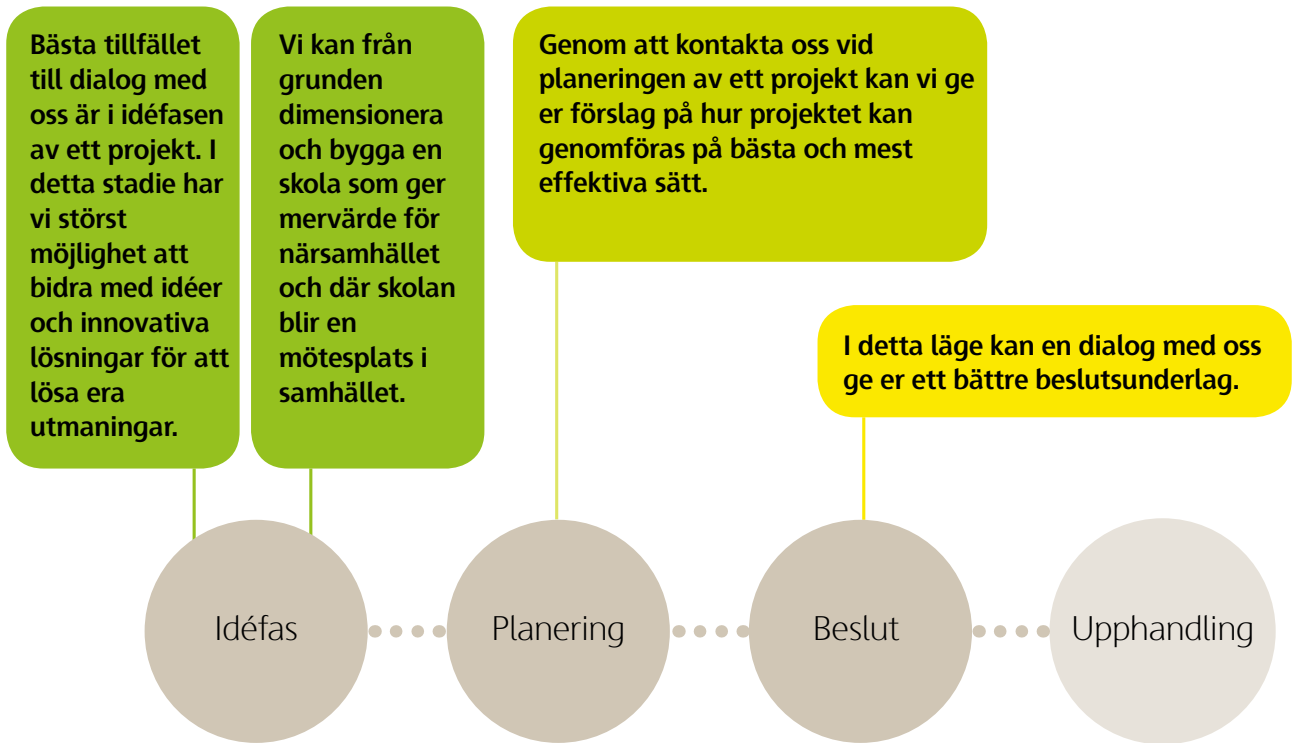 Bästa tillfället
till dialog med
oss är i idéfasen
av ett projekt. I
detta stadie har
vi störst
möjlighet att
bidra med idéer
och innovativa
lösningar för att
lösa era
utmaningar.
Vi kan från
grunden
dimensionera
och bygga en
skola som ger
mervärde för
närsamhället
och där skolan
blir en
mötesplats i
samhället.
Genom att kontakta oss vid
planeringen av ett projekt kan vi ge
er förslag på hur projektet kan
genomföras på bästa och mest
effektiva sätt.
I detta läge kan en dialog med oss
ge er ett bättre beslutsunderlag.
Idéfas
Planering
Beslut
Upphandling